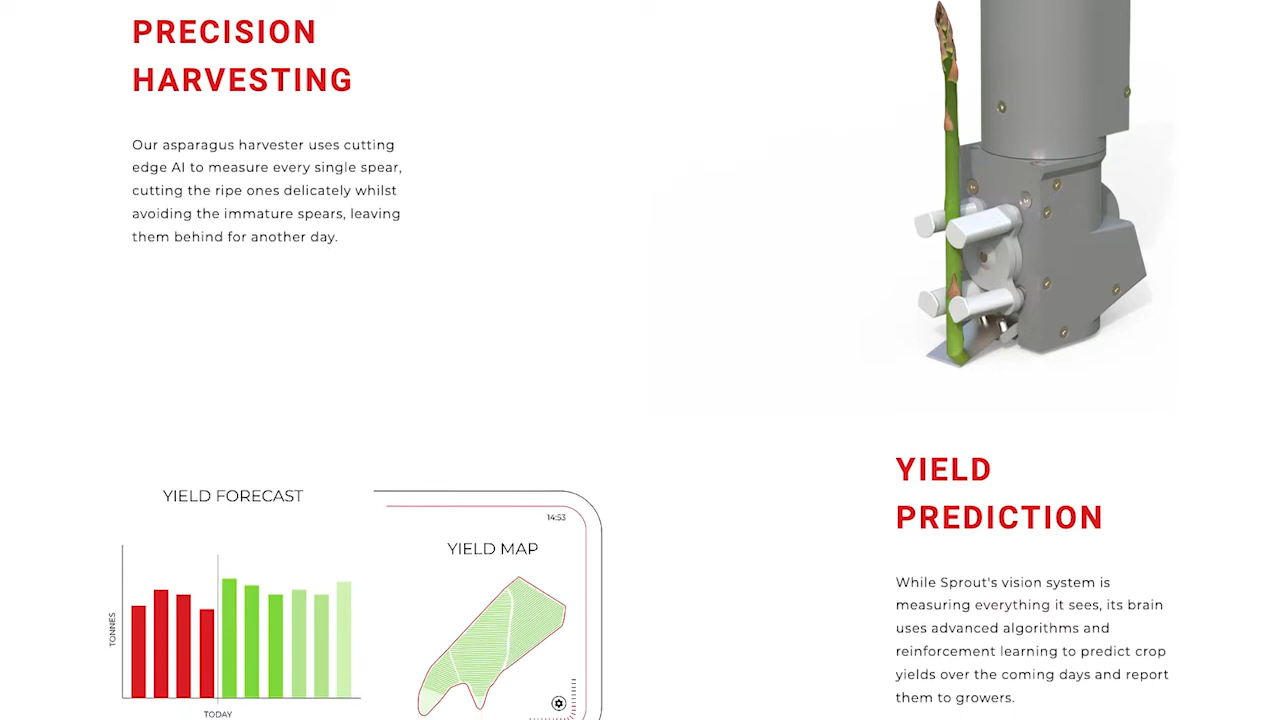 PRECISION
HARVESTING
Our asparagus harvester uses cutting
edge AI to measure every single spear,
cutting the ripe ones delicately whilst
avoiding the immature spears, leaving
them behind for another day.
YIELD
PREDICTION
While Sprout's vision system is
measuring everything it sees, its brain
uses advanced algorithms and
reinforcement learning to predict crop
yields over the coming days and report
them to growers.
YIELD FORECAST
TONNES
TODAY
14:53
YIELD MAP